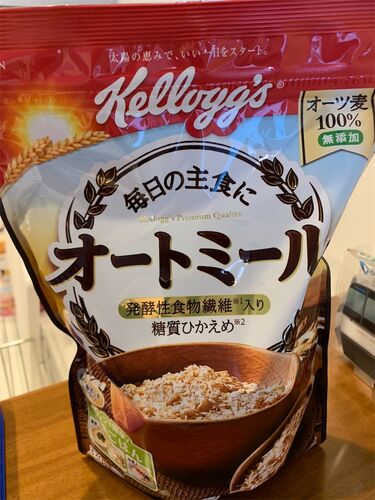 太陽の恵みで、いい一日をスタート。
Kellogg's
オーツ麦
100%
無添加
毎日の主食に
Kellogg's Premium Quality
オートミール
発酵性食物繊維※1入り
糖質ひかえめ※2